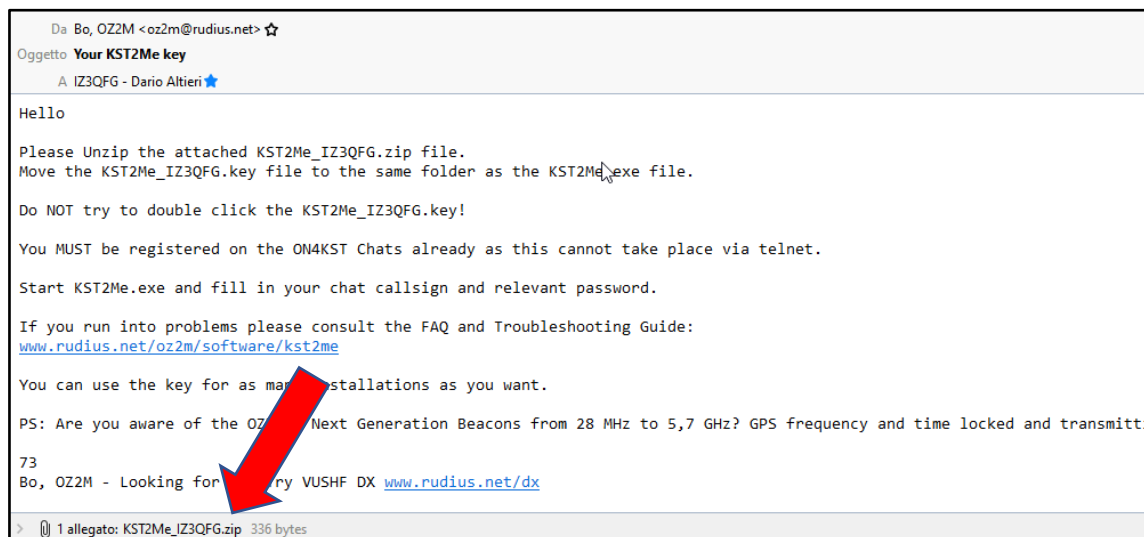 Da Bo, OZ2M <oz2m@rudius.net>
Oggetto Your KST2Me key
A IZ3QFG - Dario Altieri
Hello
Please Unzip the attached KST2Me_IZ3QFG.zip file.
Move the KST2Me_IZ3QFG.key file to the same folder as the KST2Me.exe file.
Do NOT try to double click the KST2Me_IZ3QFG.key!
You MUST be registered on the ON4KST Chats already as this cannot take place via telnet.
Start KST2Me.exe and fill in your chat callsign and relevant password.
If you run into problems please consult the FAQ and Troubleshooting Guide:
www.rudius.net/oz2m/software/kst2me
You can use the key for as stallations as you want.
PS: Are you aware of the Next Generation Beacons from 28 MHz to 5,7 GHz? GPS frequency and time locked and transmitti
73
Bo, OZ2M - Looking for VUSHF DX www.rudius.net/dx
1 allegato: KST2Me_IZ3QFG.zip 336 bytes